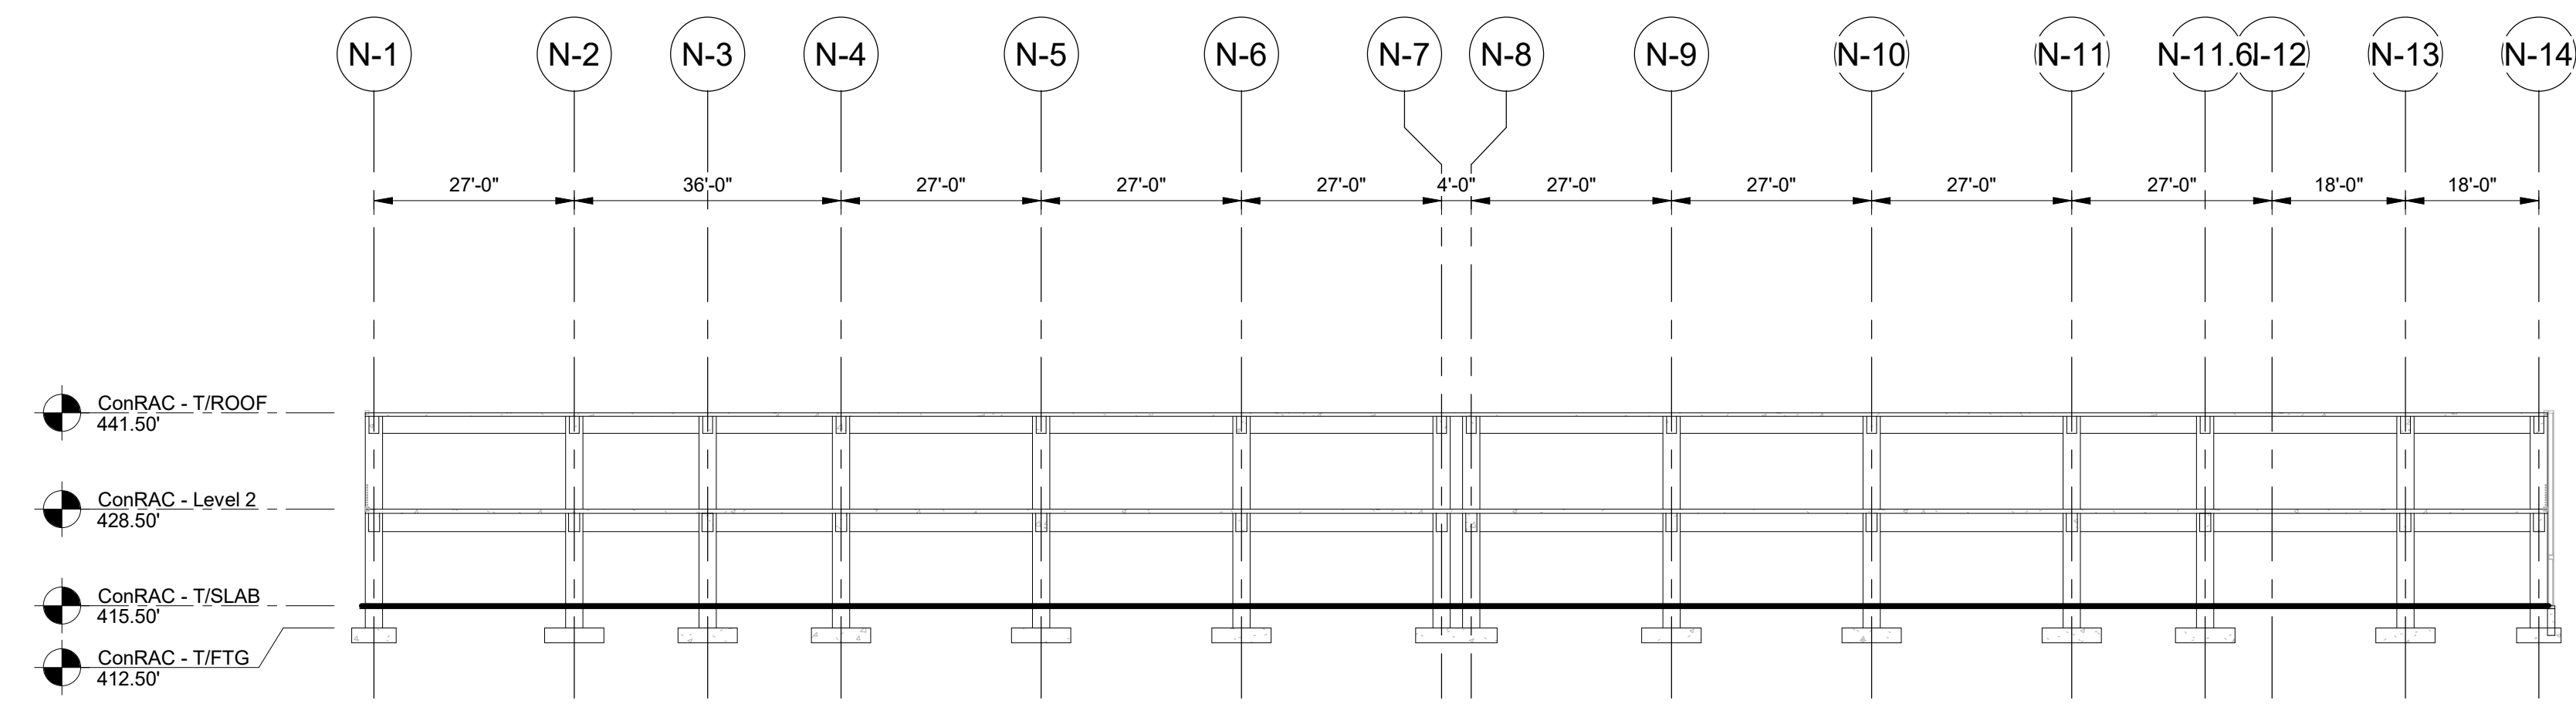 N-1 N-2 N-3 N-4 N-5 N-6 N-7 N-8 N-9 N-10 N-11 N-11.6 -12 N-13 N-14
27'-0" 36'-0" 27'-0" 27'-0" 27'-0" 4'-0" 27'-0" 27'-0" 27'-0" 27'-0" 18'-0" 18'-0"
ConRAC - T/ROOF
441.50'
ConRAC - Level 2
428.50'
ConRAC - T/SLAB
415.50'
ConRAC - T/FTG
412.50'